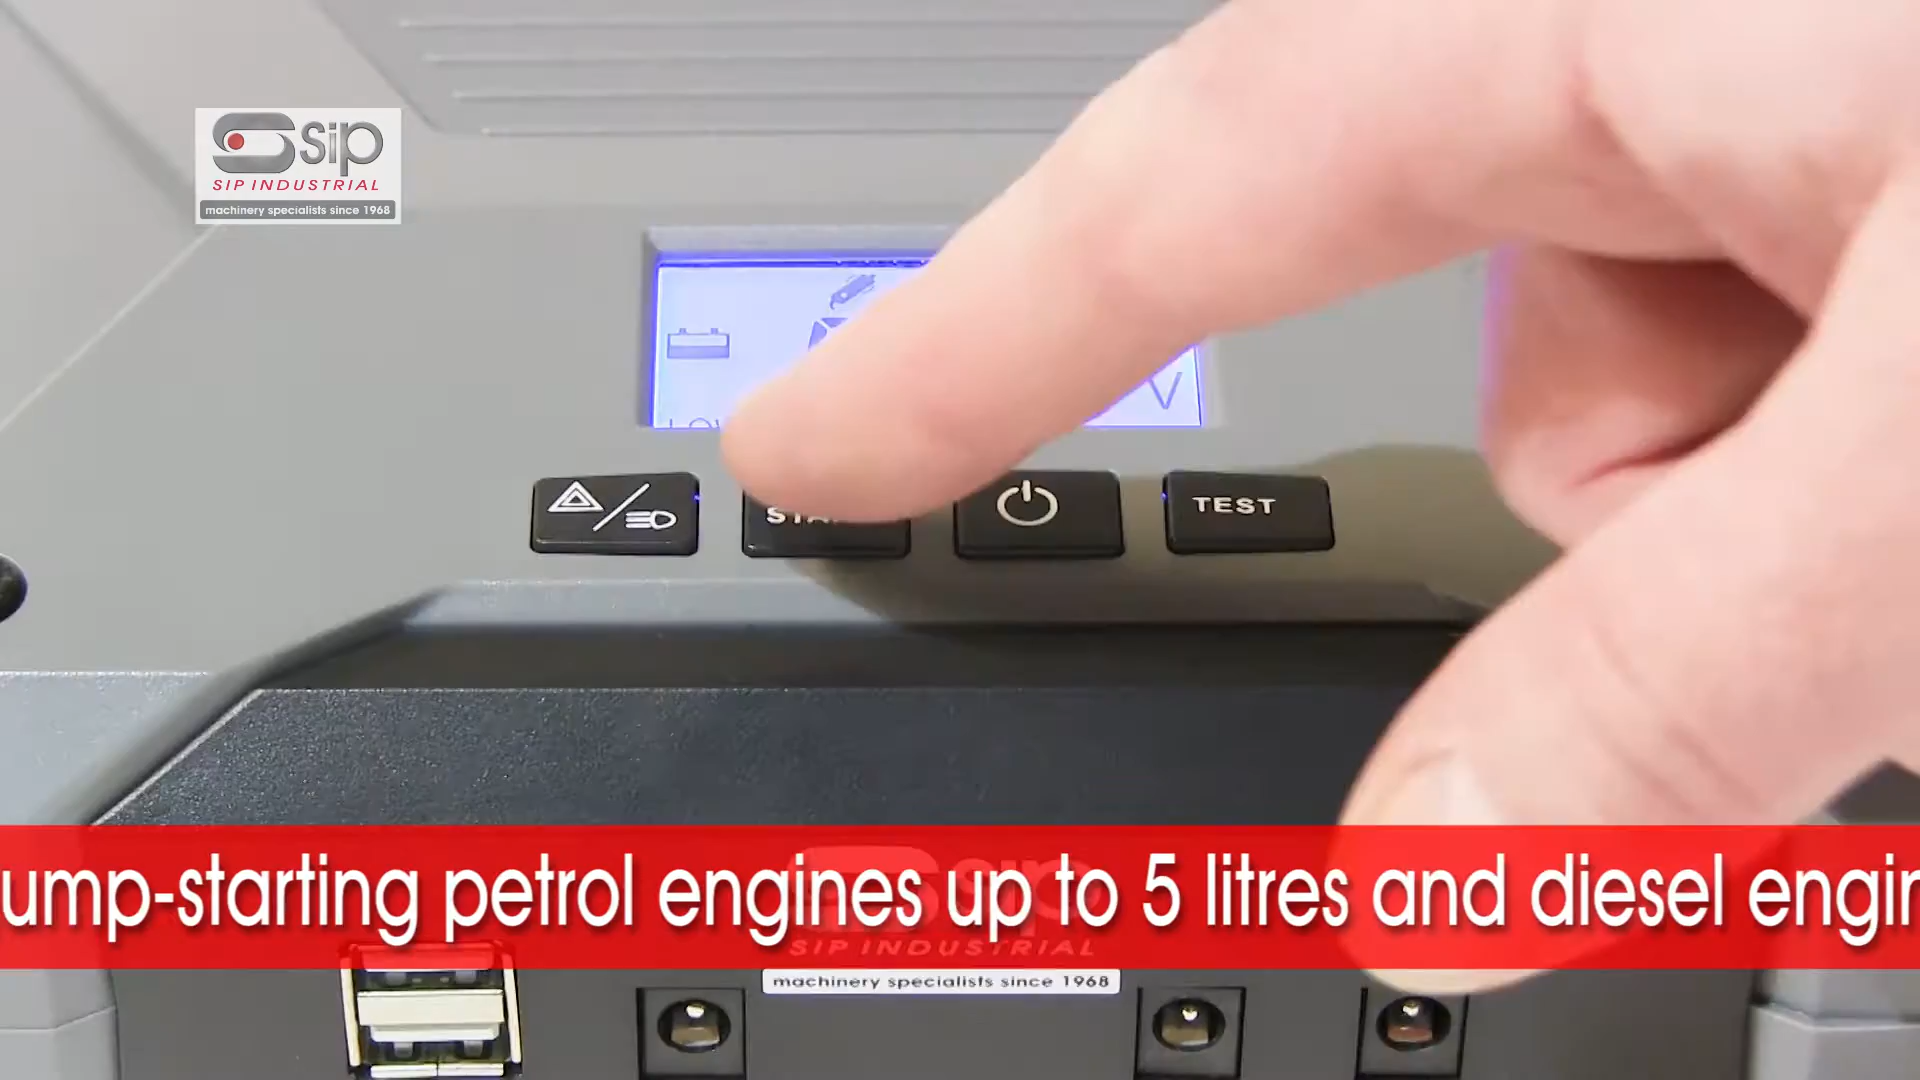 sip
SIP INDUSTRIAL
machinery specialists since 1968
V
TEST
ump-starting petrol engines up to 5 litres and diesel engin
sip
SIP INDUSTRIAL
machinery specialists since 1968